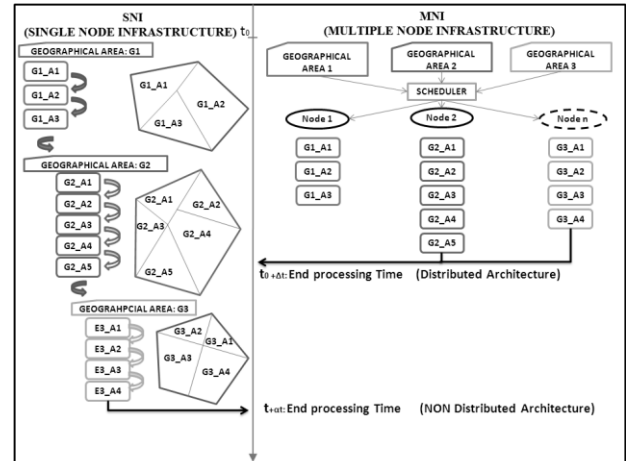 SNI
(SINGLE NODE INFRASTRUCTURE)
t₀
GEOGRAPHICAL AREA: G1
G1_A1
G1_A2
G1_A3
G1_A1
G1_A2
G1_A3
GEOGRAPHICAL AREA: G2
G2_A1
G2_A2
G2_A3
G2_A4
G2_A5
G2_A1
G2_A2
G2_A3
G2_A4
G2_A5
GEOGRAHPCIAL AREA: G3
E3_A1
E3_A2
E3_A3
E3_A4
G3_A2
G3_A1
G3_A3
G3_A4
MNI
(MULTIPLE NODE INFRASTRUCTURE)
GEOGRAPHICAL
AREA 1
GEOGRAPHICAL
AREA 2
GEOGRAPHICAL
AREA 3
SCHEDULER
Node 1
Node 2
Node n
G1_A1
G1_A2
G1_A3
G2_A1
G2_A2
G2_A3
G2_A4
G2_A5
G3_A1
G3_A2
G3_A3
G3_A4
t₀ +Δt: End processing Time (Distributed Architecture)
t+αt: End processing Time (NON Distributed Architecture)